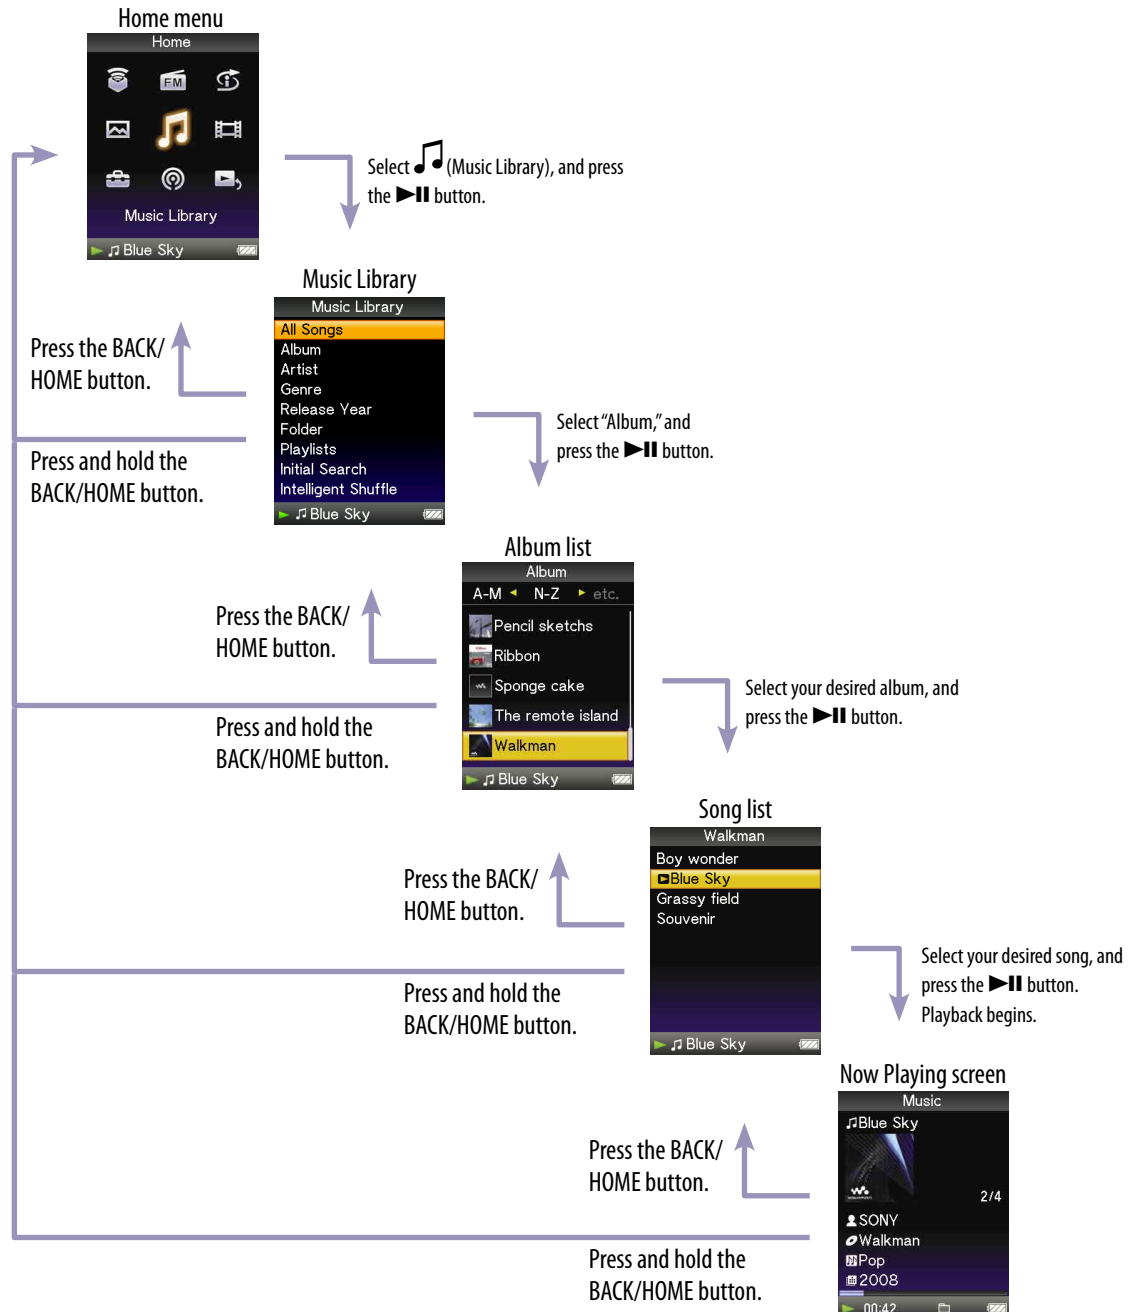 Home menu
Home
FM
Music Library
Blue Sky
Select (Music Library), and press
the button.
Music Library
Music Library
All Songs
Album
Artist
Genre
Release Year
Folder
Playlists
Initial Search
Intelligent Shuffle
Blue Sky
Press the BACK/
HOME button.
Press and hold the
BACK/HOME button.
Select “Album,” and
press the button.
Album list
Album
A-M N-Z etc.
Pencil sketchs
Ribbon
Sponge cake
The remote island
Walkman
Blue Sky
Press the BACK/
HOME button.
Press and hold the
BACK/HOME button.
Select your desired album, and
press the button.
Song list
Walkman
Boy wonder
Blue Sky
Grassy field
Souvenir
Blue Sky
Press the BACK/
HOME button.
Press and hold the
BACK/HOME button.
Select your desired song, and
press the button.
Playback begins.
Now Playing screen
Music
Blue Sky
2/4
SONY
Walkman
Pop
2008
00:42
Press the BACK/
HOME button.
Press and hold the
BACK/HOME button.